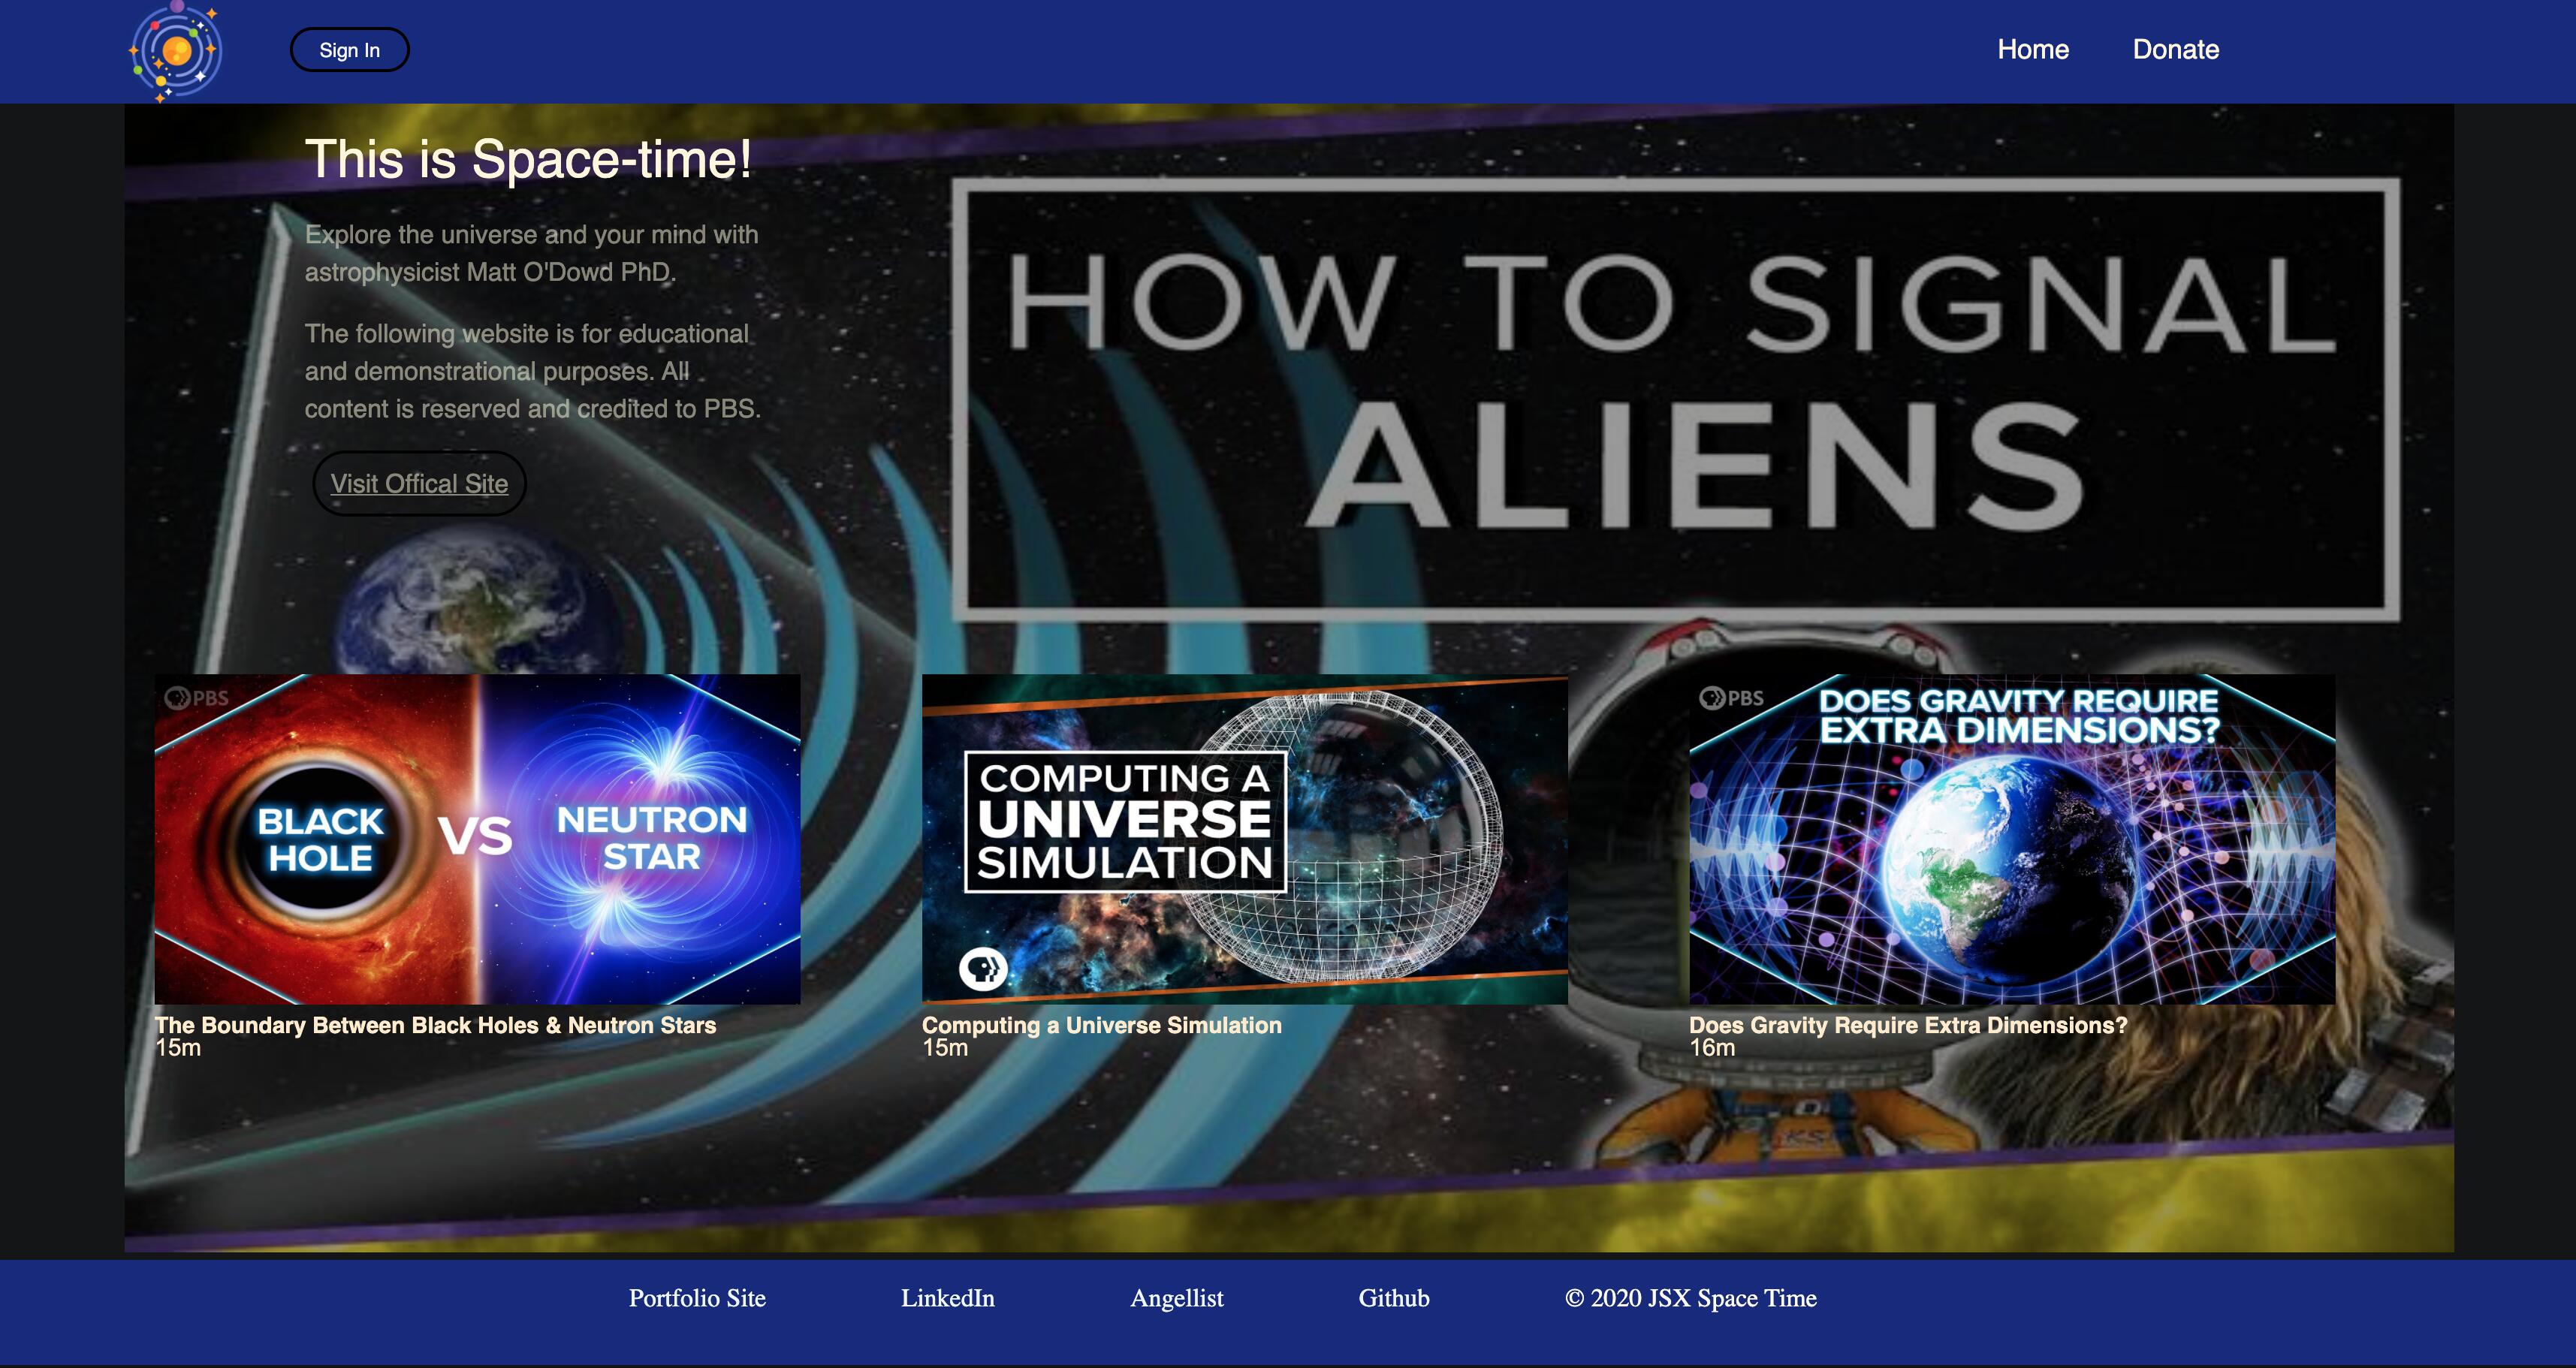 Sign In
Home
Donate
This is Space-time!
Explore the universe and your mind with
astrophysicist Matt O'Dowd PhD.
The following website is for educational
and demonstrational purposes. All
content is reserved and credited to PBS.
Visit Offical Site
HOW TO SIGNAL
ALIENS
PBS
BLACK
HOLE
VS
NEUTRON
STAR
The Boundary Between Black Holes & Neutron Stars
15m
COMPUTING A
UNIVERSE
SIMULATION
Computing a Universe Simulation
15m
PBS
DOES GRAVITY REQUIRE
EXTRA DIMENSIONS?
Does Gravity Require Extra Dimensions?
16m
Portfolio Site
LinkedIn
Angellist
Github
© 2020 JSX Space Time